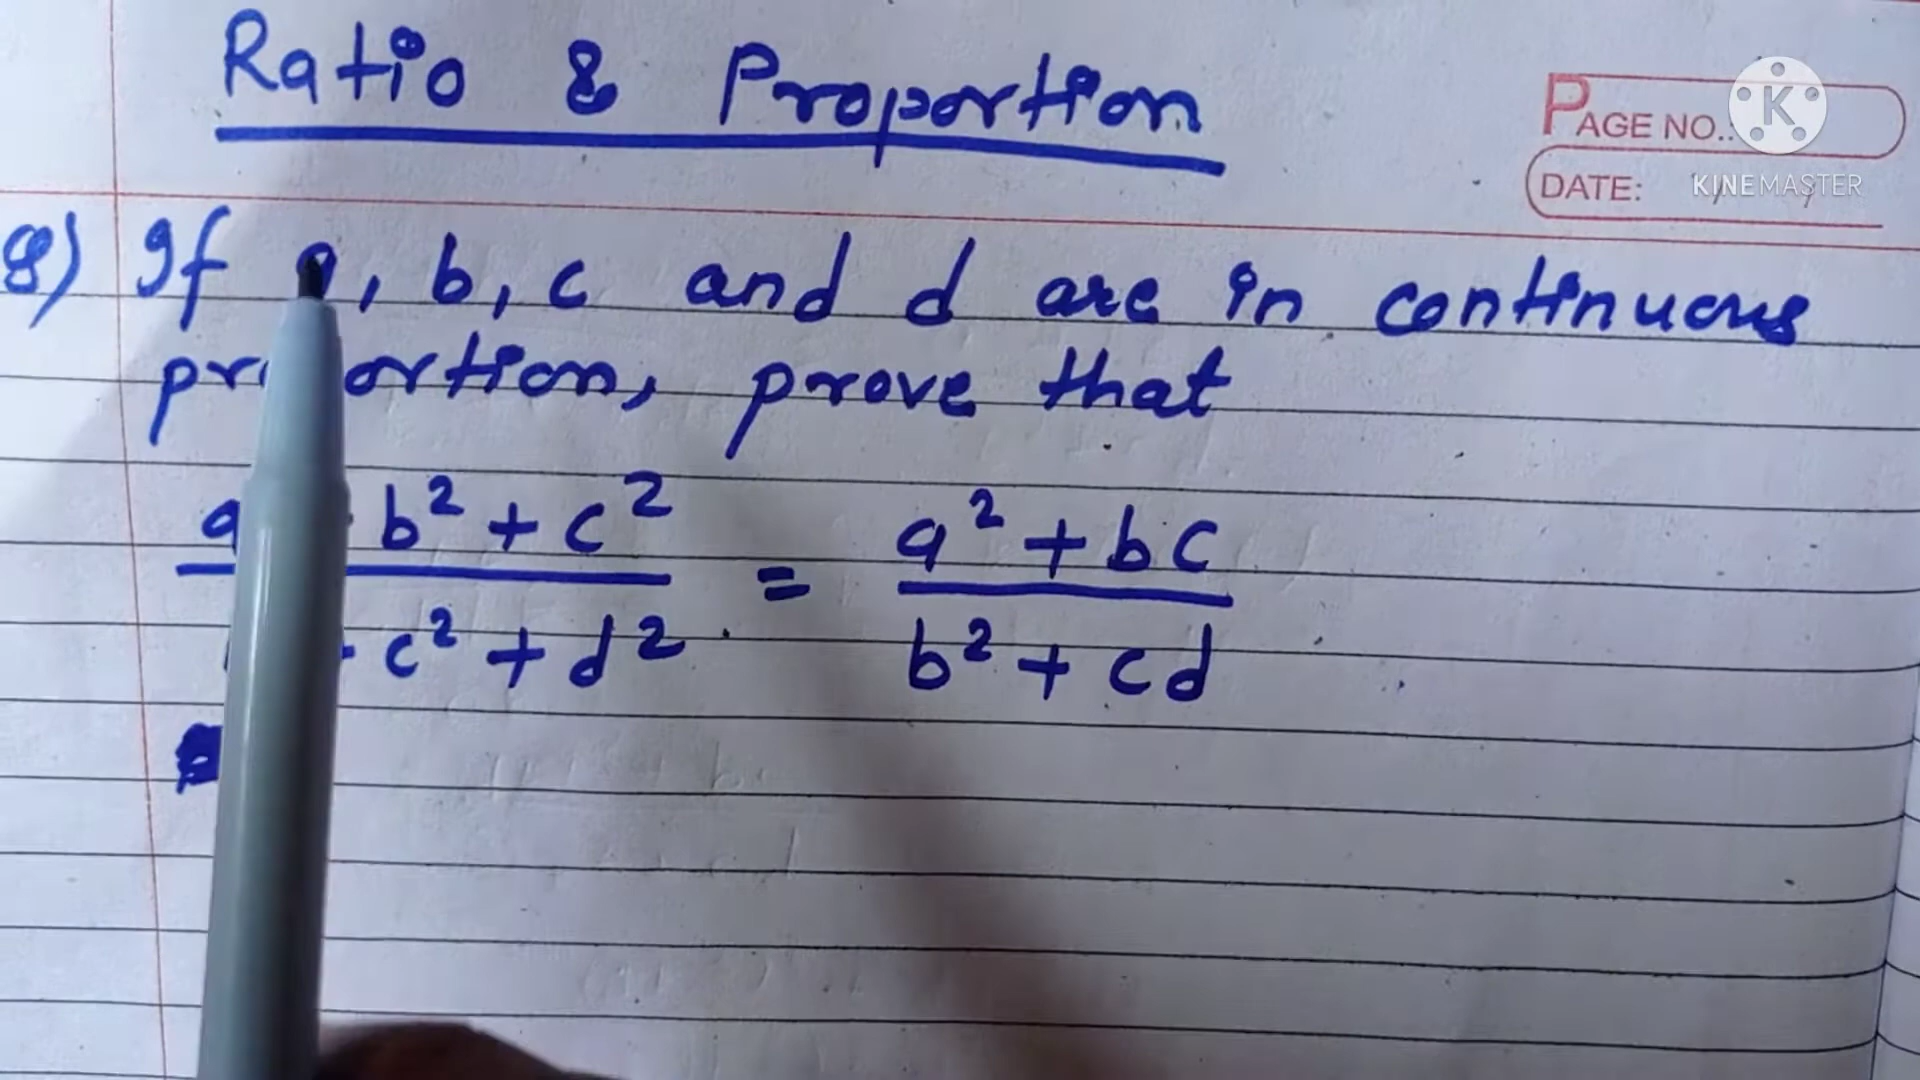 Ratio & Proportion
PAGE NO.:
DATE:
KINEMASTER
8) If a, b, c and d are in continuous
proportion, prove that
b² + c² = a² + bc
c² + d² b² + cd